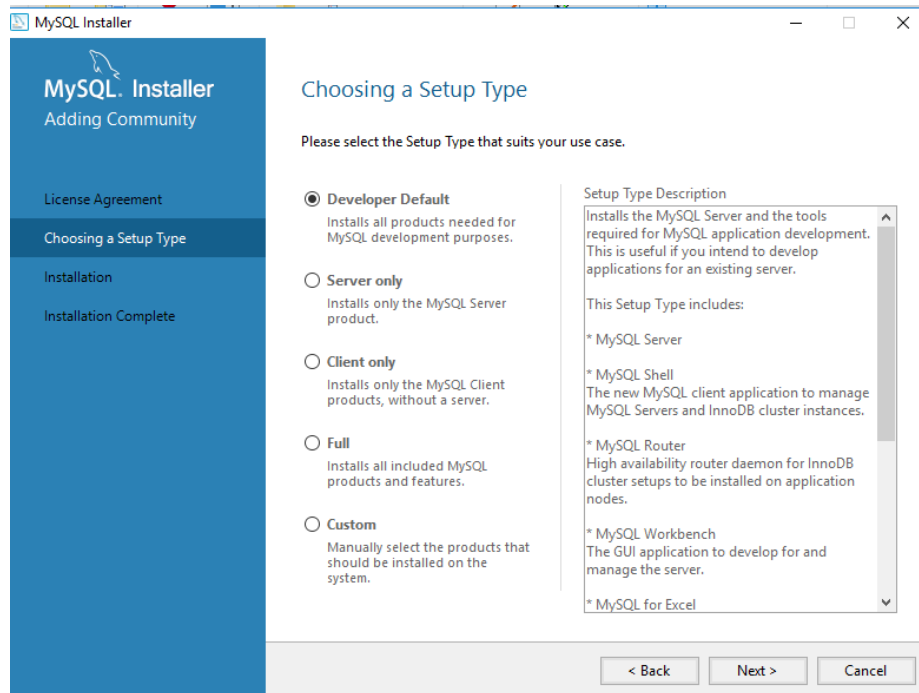 MySQL Installer
MySQL. Installer
Adding Community
License Agreement
Choosing a Setup Type
Installation
Installation Complete
Choosing a Setup Type
Please select the Setup Type that suits your use case.
Developer Default
Installs all products needed for
MySQL development purposes.
Server only
Installs only the MySQL Server
product.
Client only
Installs only the MySQL Client
products, without a server.
Full
Installs all included MySQL
products and features.
Custom
Manually select the products that
should be installed on the
system.
Setup Type Description
Installs the MySQL Server and the tools
required for MySQL application development.
This is useful if you intend to develop
applications for an existing server.
This Setup Type includes:
* MySQL Server
* MySQL Shell
The new MySQL client application to manage
MySQL Servers and InnoDB cluster instances.
* MySQL Router
High availability router daemon for InnoDB
cluster setups to be installed on application
nodes.
* MySQL Workbench
The GUI application to develop for and
manage the server.
* MySQL for Excel
< Back
Next >
Cancel